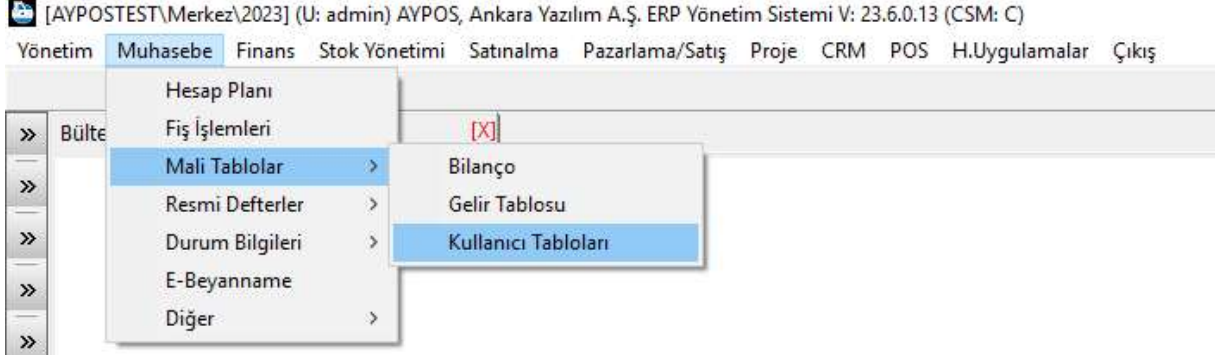 [AYPOSTEST\Merkez\2023] (U: admin) AYPOS, Ankara Yazılım A.Ş. ERP Yönetim Sistemi V: 23.6.0.13 (CSM: C)
Yönetim Muhasebe Finans Stok Yönetimi Satınalma Pazarlama/Satış Proje CRM POS H.Uygulamalar Çıkış
Hesap Planı
» Bülte Fiş İşlemleri [X]
Mali Tablolar > Bilanço
» Resmi Defterler > Gelir Tablosu
» Durum Bilgileri > Kullanıcı Tabloları
» E-Beyanname
Diğer >
»